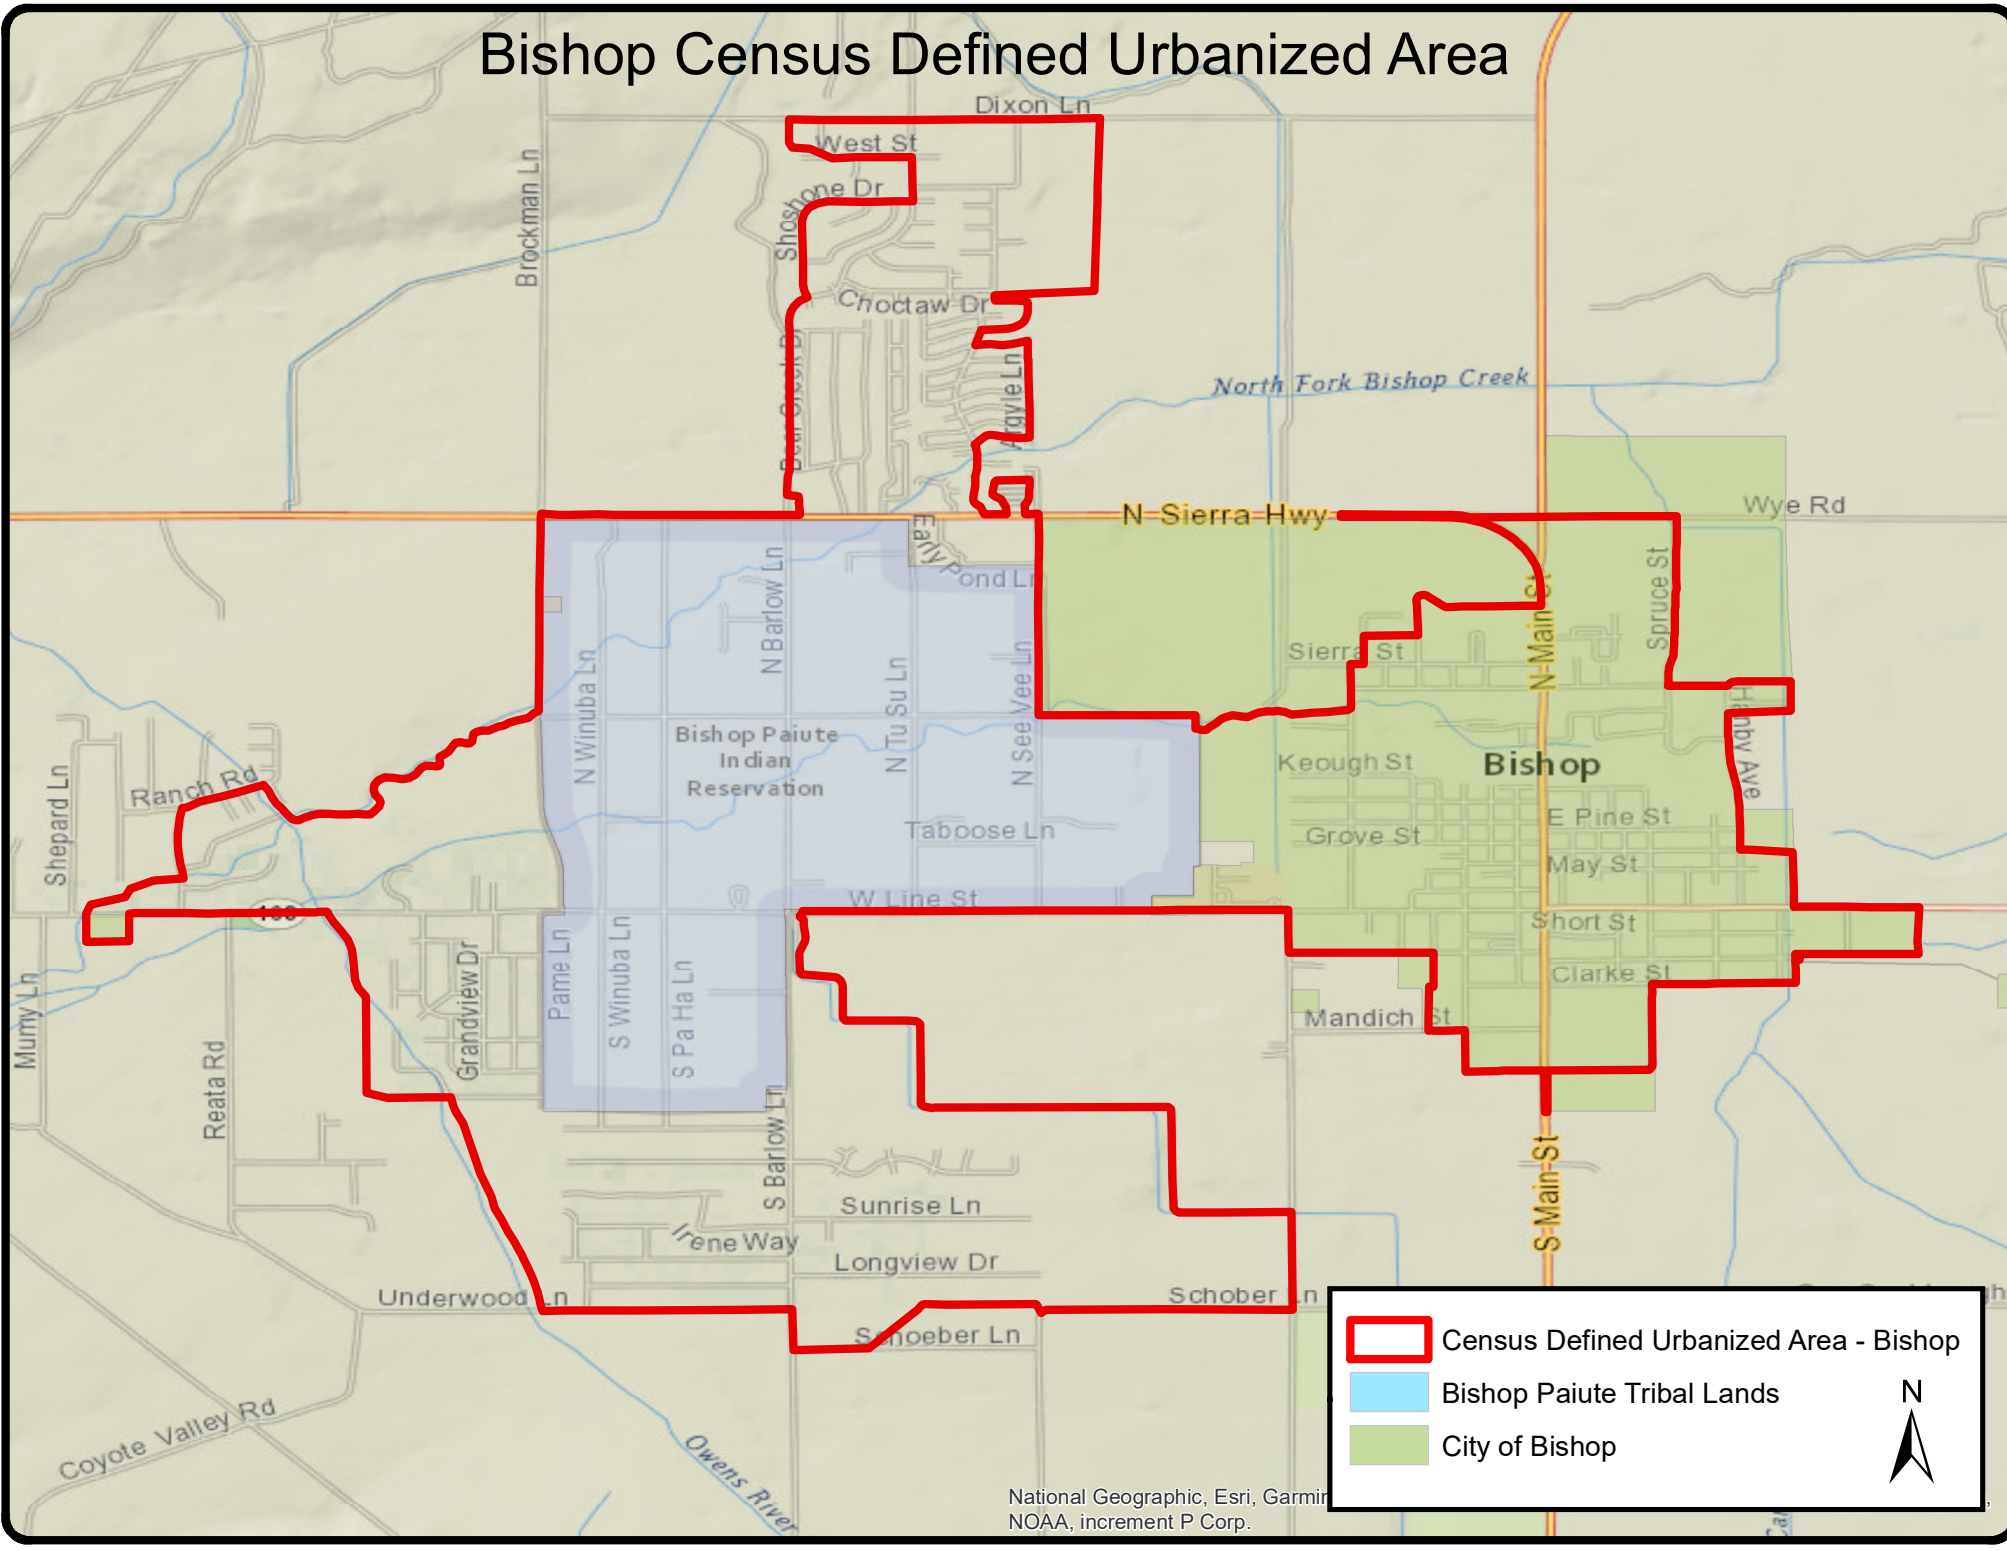 Bishop Census Defined Urbanized Area
Dixon Ln
West St
Brockman Ln
Shoshone Dr
Choctaw Dr
Bear Creek Dr
Argyle Ln
North Fork Bishop Creek
N Sierra Hwy
Wye Rd
Early Pond Ln
N Barlow Ln
N Main St
Spruce St
Sierra St
N Winuba Ln
N Tu Su Ln
N See Vee Ln
Hanby Ave
Bishop Paiute
Indian
Reservation
Keough St
Bishop
Ranch Rd
Shepard Ln
Taboose Ln
Grove St
E Pine St
May St
W Line St
168
Short St
Pame Ln
S Winuba Ln
S Pa Ha Ln
Grandview Dr
Clarke St
Mumy Ln
Mandich St
Reata Rd
S Barlow Ln
S Main St
Sunrise Ln
Irene Way
Longview Dr
Underwood Ln
Schober Ln
Schoeber Ln
Coyote Valley Rd
Owens River
Census Defined Urbanized Area - Bishop
Bishop Paiute Tribal Lands
City of Bishop
N
National Geographic, Esri, Garmin
NOAA, increment P Corp.